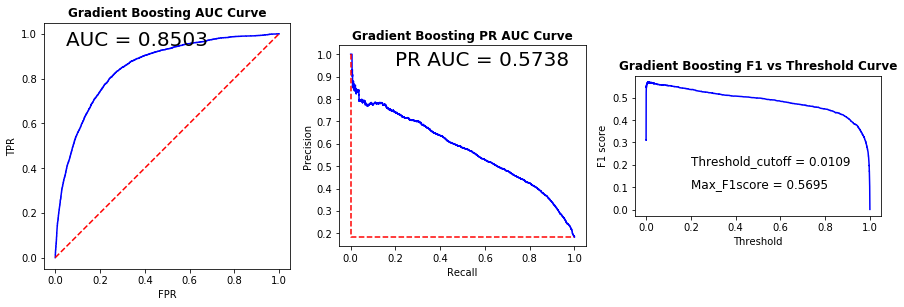 Gradient Boosting AUC Curve
AUC = 0.8503
1.0
0.8
0.6
0.4
0.2
0.0
TPR
0.0 0.2 0.4 0.6 0.8 1.0
FPR
Gradient Boosting PR AUC Curve
PR AUC = 0.5738
1.0
0.9
0.8
0.7
0.6
0.5
0.4
0.3
0.2
Precision
0.0 0.2 0.4 0.6 0.8 1.0
Recall
Gradient Boosting F1 vs Threshold Curve
0.5
0.4
0.3
0.2
0.1
0.0
F1 score
Threshold_cutoff = 0.0109
Max_F1score = 0.5695
0.0 0.2 0.4 0.6 0.8 1.0
Threshold